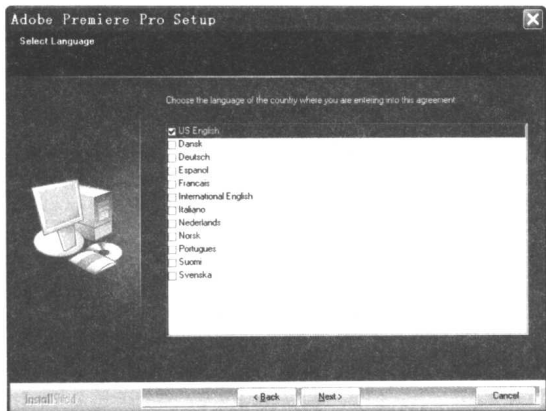 Adobe Premiere Pro Setup
Select Language
Choose the language of the country where you are entering into this agreement
US English
Dansk
Deutsch
Espanol
Francais
International English
Italiano
Nederlands
Norsk
Portugues
Suomi
Svenska
InstallShield
< Back
Next >
Cancel